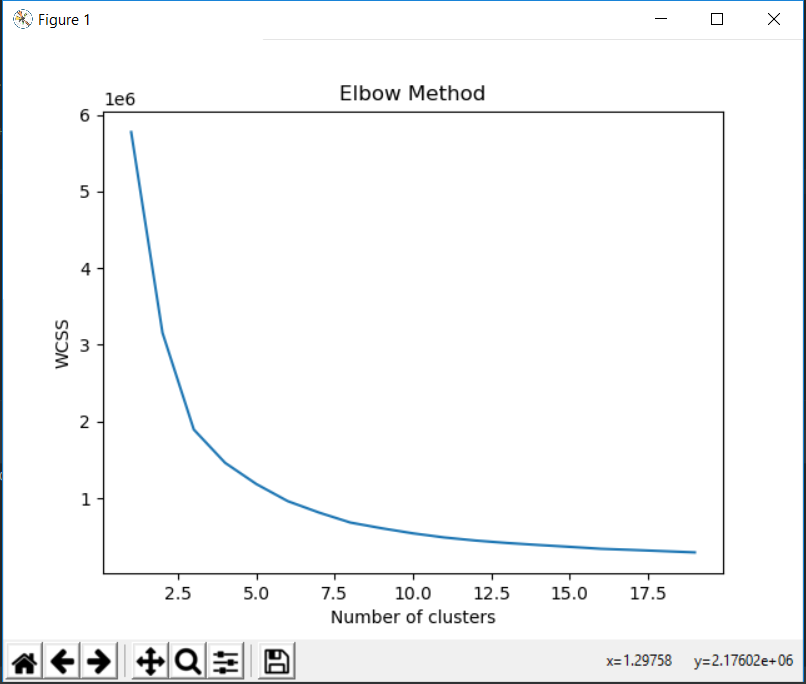 Figure 1
Elbow Method
1e6
6
5
4
3
2
1
WCSS
2.5 5.0 7.5 10.0 12.5 15.0 17.5
Number of clusters
x=1.29758 y=2.17602e+06